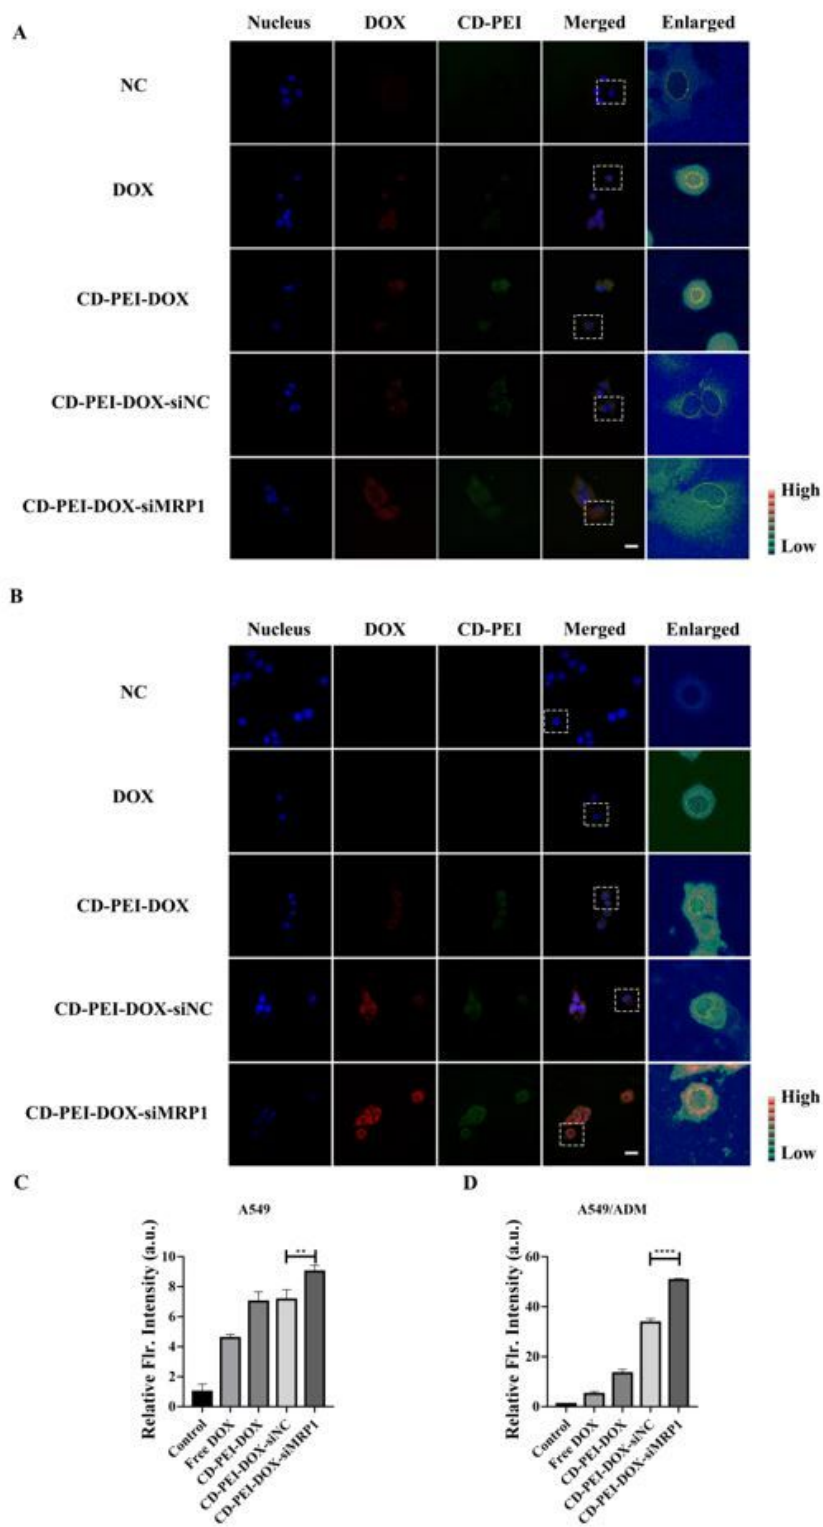 A
Nucleus DOX CD-PEI Merged Enlarged
NC
DOX
CD-PEI-DOX
CD-PEI-DOX-siNC
CD-PEI-DOX-siMRP1
High
Low
B
Nucleus DOX CD-PEI Merged Enlarged
NC
DOX
CD-PEI-DOX
CD-PEI-DOX-siNC
CD-PEI-DOX-siMRP1
High
Low
C
A549
Relative Flr. Intensity (a.u.)
10
8
6
4
2
0
**
Control
Free DOX
CD-PEI-DOX
CD-PEI-DOX-siNC
CD-PEI-DOX-siMRP1
D
A549/ADM
Relative Flr. Intensity (a.u.)
60
40
20
0
****
Control
Free DOX
CD-PEI-DOX
CD-PEI-DOX-siNC
CD-PEI-DOX-siMRP1